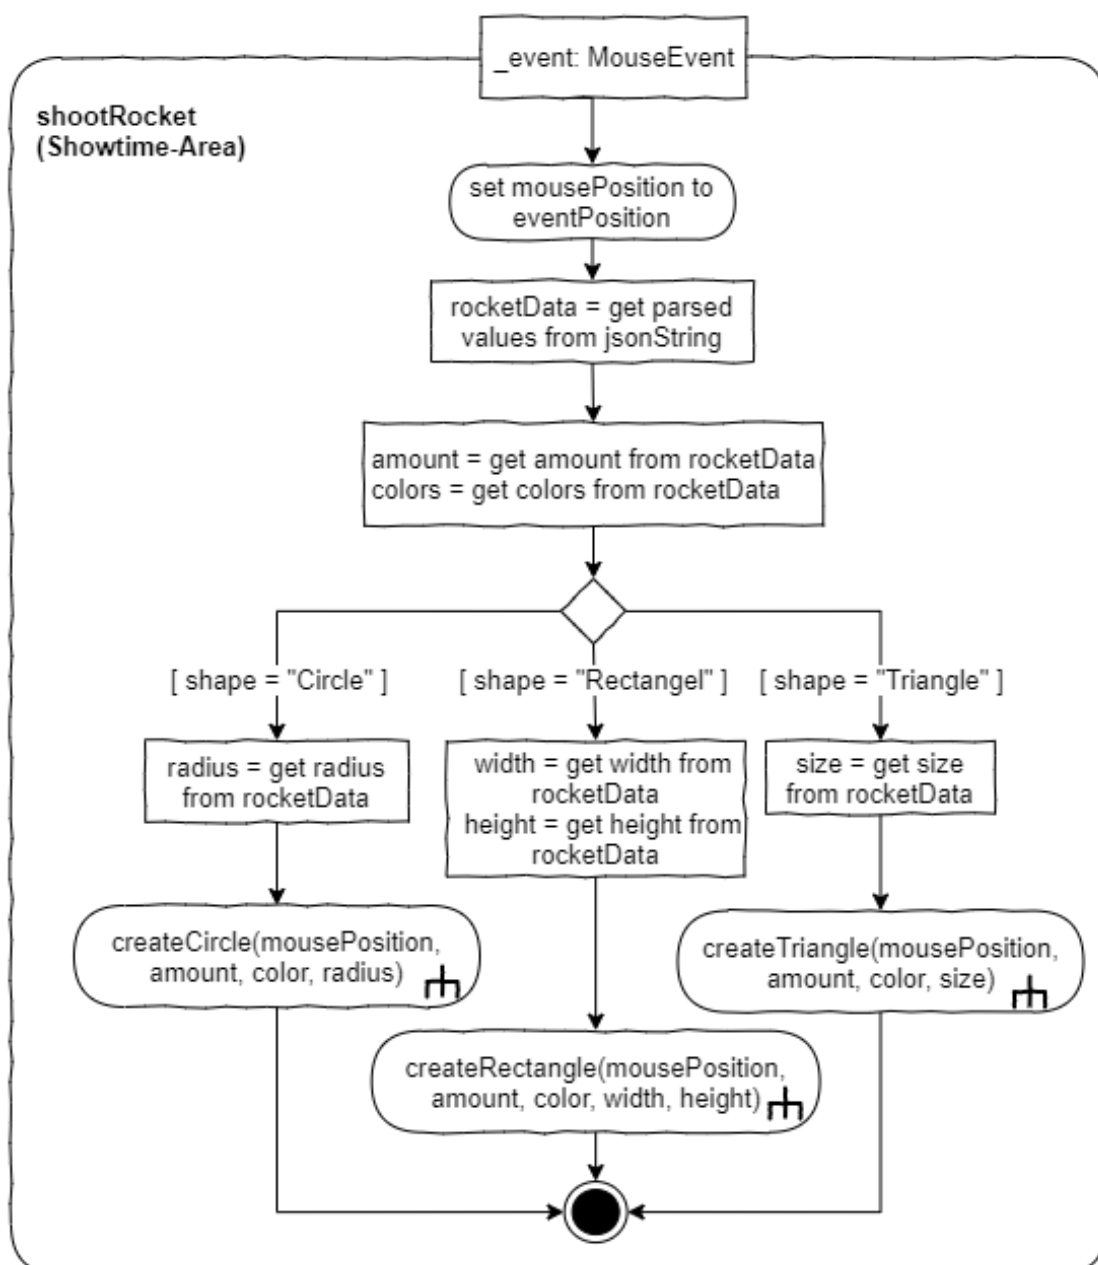 _event: MouseEvent
shootRocket
(Showtime-Area)
set mousePosition to
eventPosition
rocketData = get parsed
values from jsonString
amount = get amount from rocketData
colors = get colors from rocketData
[ shape = "Circle" ]
[ shape = "Rectangel" ]
[ shape = "Triangle" ]
radius = get radius
from rocketData
width = get width from
rocketData
height = get height from
rocketData
size = get size
from rocketData
createCircle(mousePosition,
amount, color, radius)
createTriangle(mousePosition,
amount, color, size)
createRectangle(mousePosition,
amount, color, width, height)